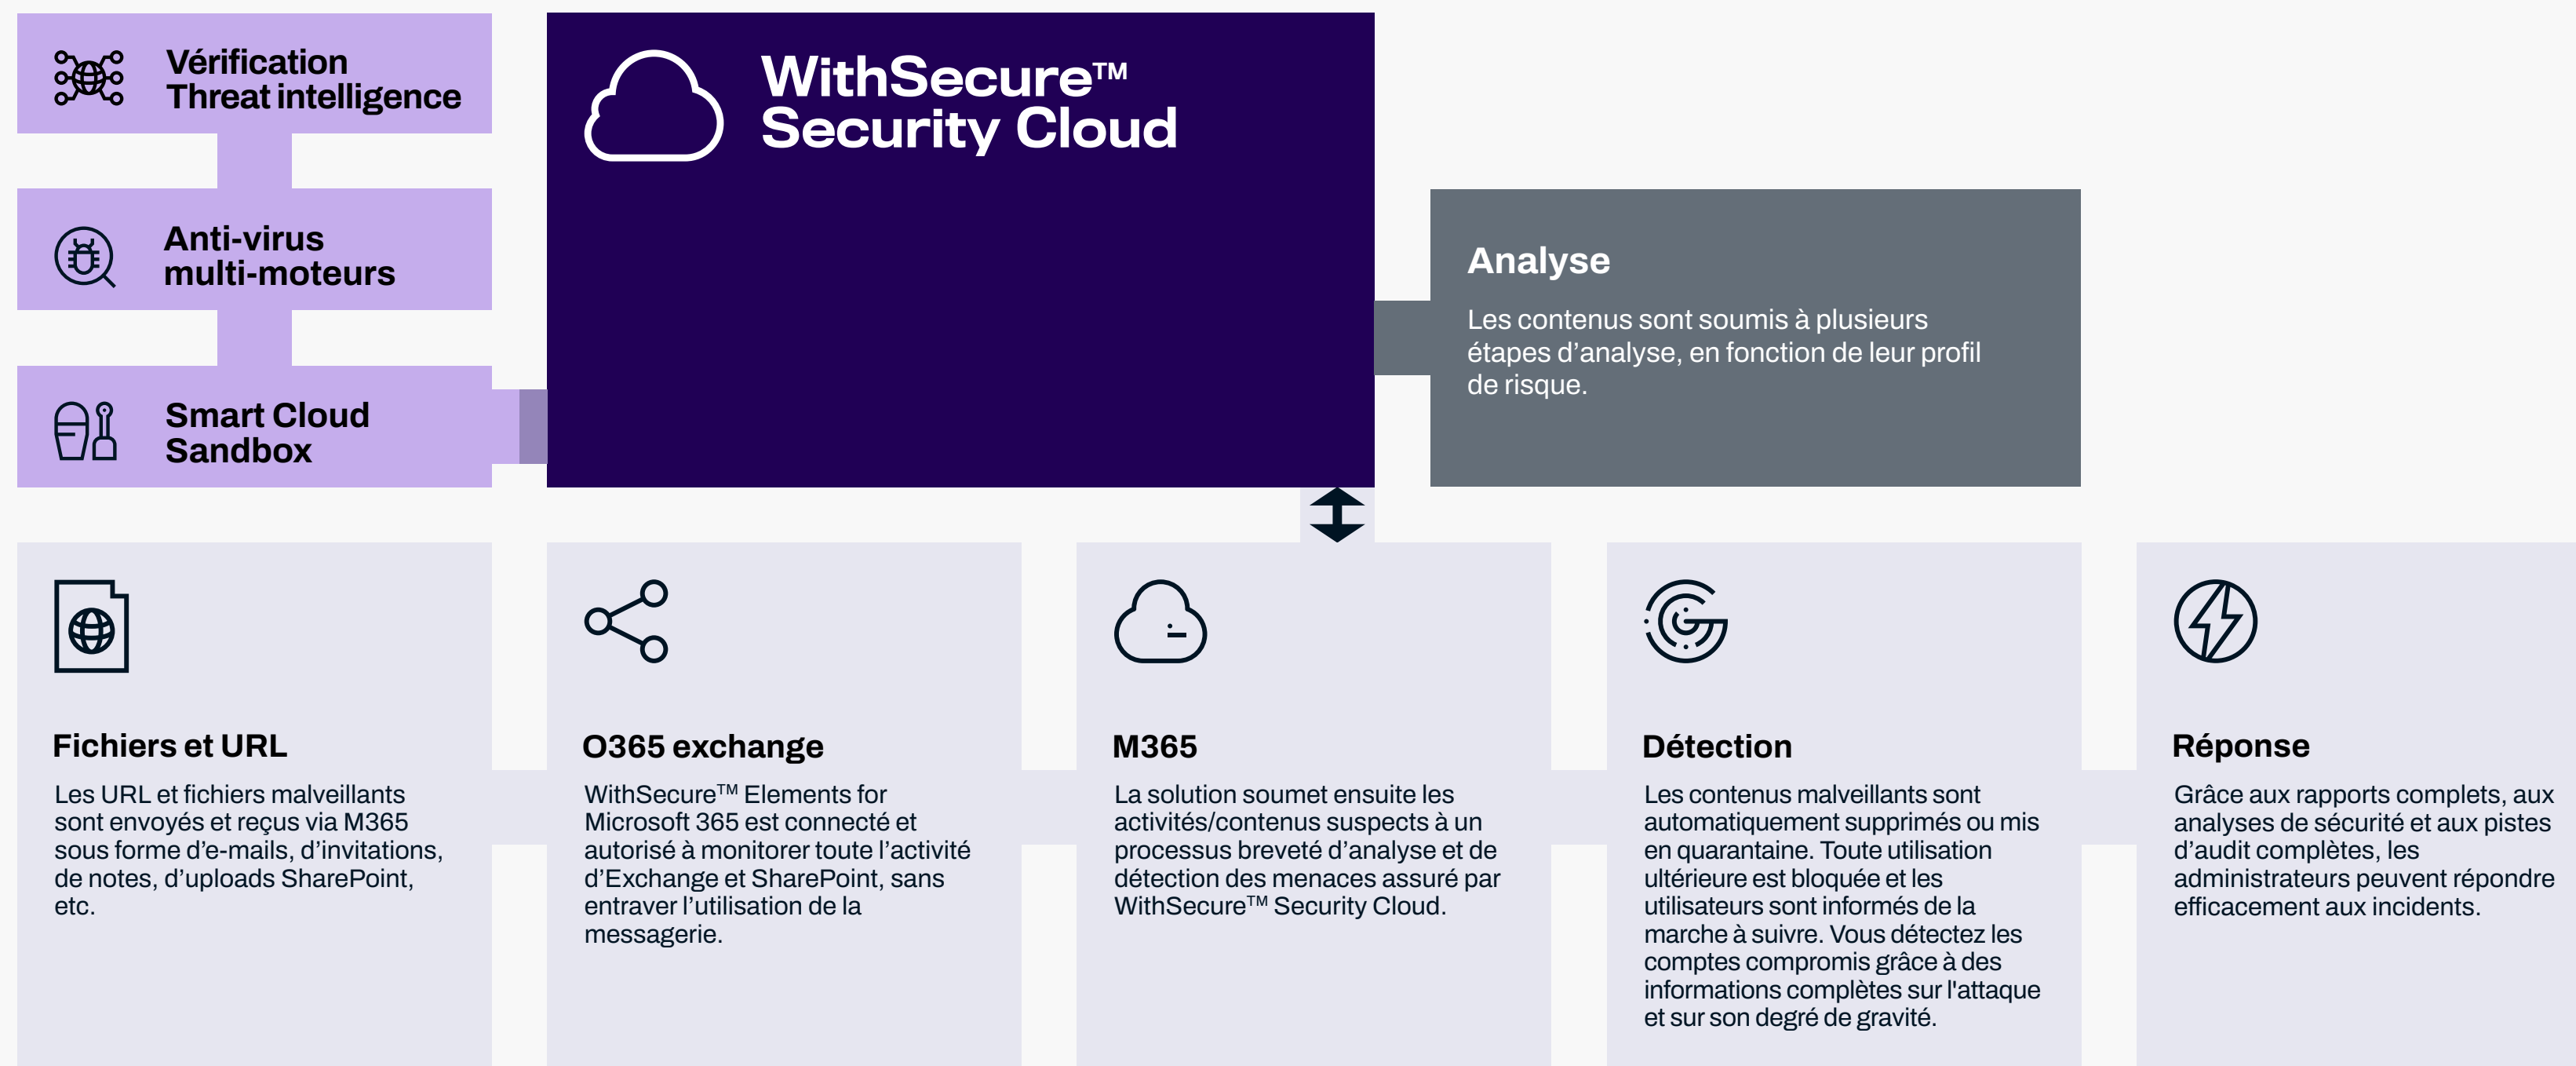 Vérification
Threat intelligence
Anti-virus
multi-moteurs
Smart Cloud
Sandbox
WithSecure™
Security Cloud
Analyse
Les contenus sont soumis à plusieurs
étapes d’analyse, en fonction de leur profil
de risque.
Fichiers et URL
Les URL et fichiers malveillants
sont envoyés et reçus via M365
sous forme d’e-mails, d’invitations,
de notes, d’uploads SharePoint,
etc.
O365 exchange
WithSecure™ Elements for
Microsoft 365 est connecté et
autorisé à monitorer toute l’activité
d’Exchange et SharePoint, sans
entraver l’utilisation de la
messagerie.
M365
La solution soumet ensuite les
activités/contenus suspects à un
processus breveté d’analyse et de
détection des menaces assuré par
WithSecure™ Security Cloud.
Détection
Les contenus malveillants sont
automatiquement supprimés ou mis
en quarantaine. Toute utilisation
ultérieure est bloquée et les
utilisateurs sont informés de la
marche à suivre. Vous détectez les
comptes compromis grâce à des
informations complètes sur l'attaque
et sur son degré de gravité.
Réponse
Grâce aux rapports complets, aux
analyses de sécurité et aux pistes
d’audit complètes, les
administrateurs peuvent répondre
efficacement aux incidents.